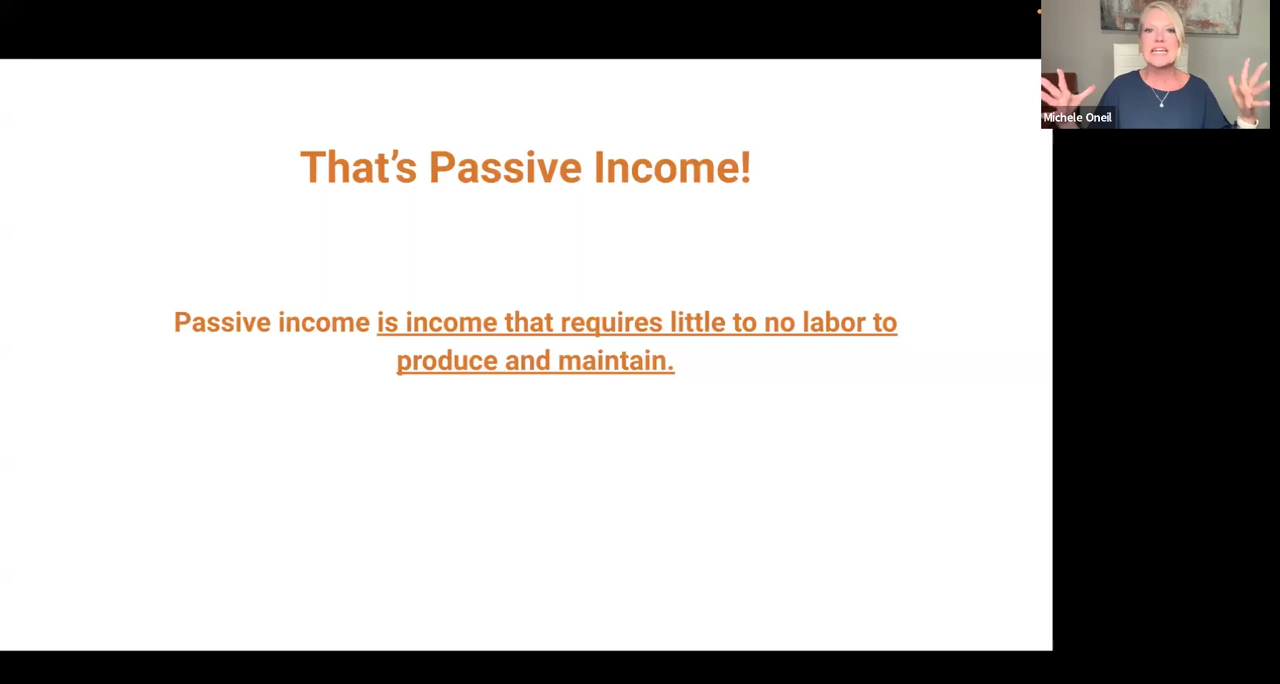 That’s Passive Income!
Passive income is income that requires little to no labor to
produce and maintain.
Michele Oneil